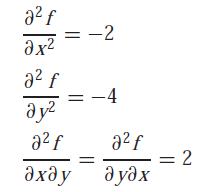 ∂²f/∂x² = −2
∂²f/∂y² = −4
∂²f/∂x∂y = ∂²f/∂y∂x = 2